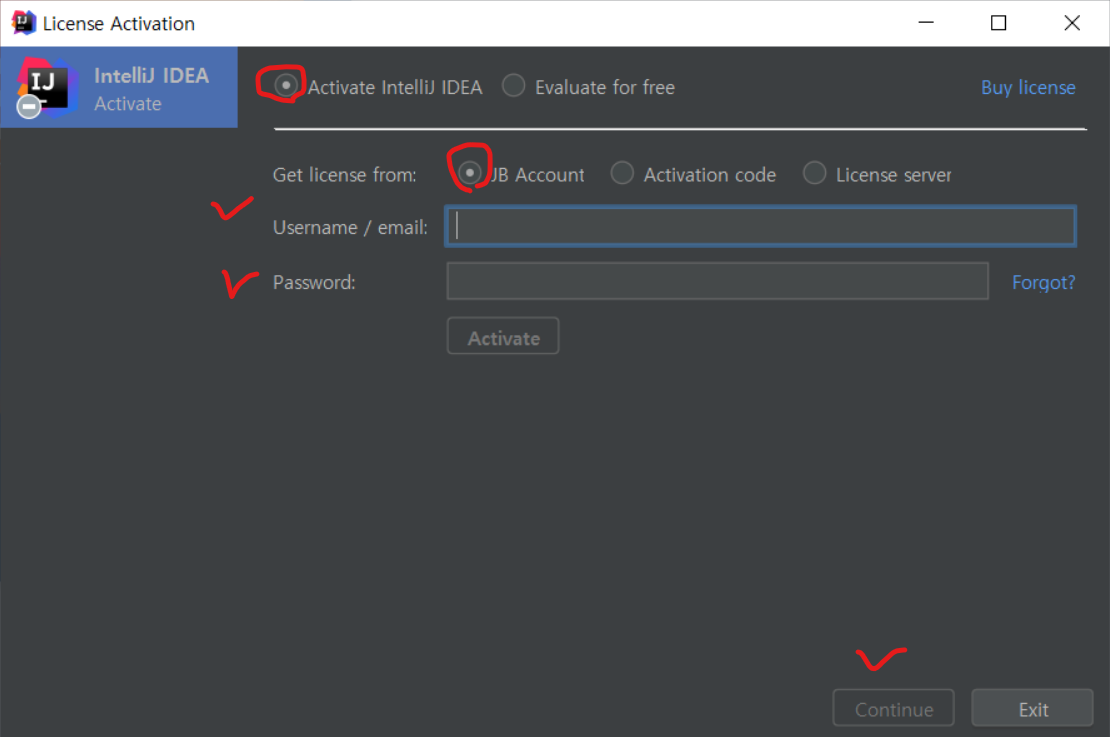 License Activation
IJ
IntelliJ IDEA
Activate
Activate IntelliJ IDEA Evaluate for free Buy license
Get license from: JB Account Activation code License server
Username / email:
Password: Forgot?
Activate
Continue Exit